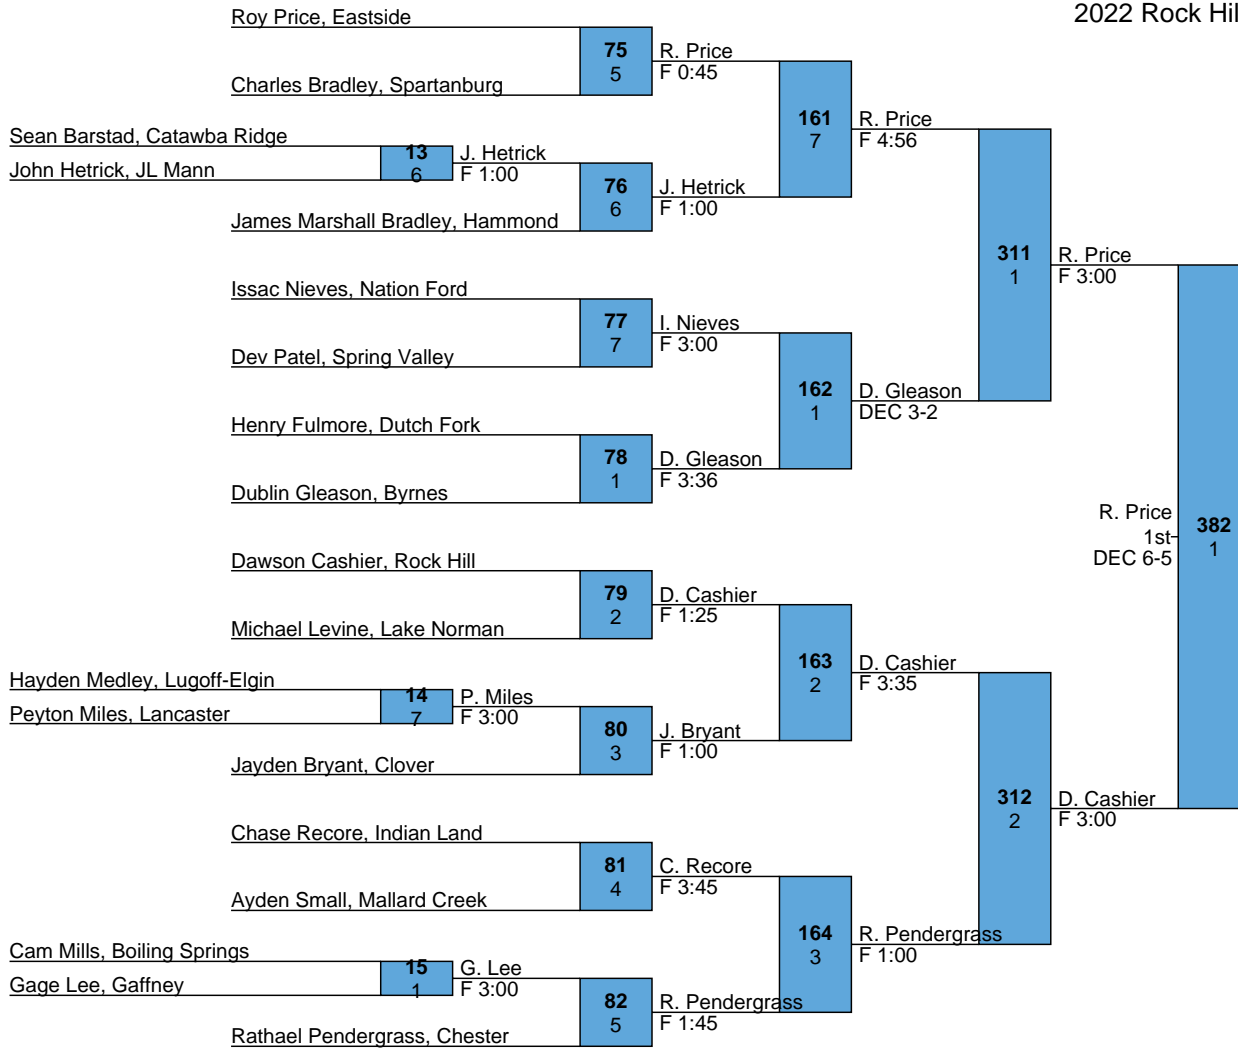 2022 Rock Hil
Roy Price, Eastside
75
5
R. Price
F 0:45
Charles Bradley, Spartanburg
161
7
R. Price
F 4:56
Sean Barstad, Catawba Ridge
13
6
J. Hetrick
F 1:00
John Hetrick, JL Mann
76
6
J. Hetrick
F 1:00
James Marshall Bradley, Hammond
311
1
R. Price
F 3:00
Issac Nieves, Nation Ford
77
7
I. Nieves
F 3:00
Dev Patel, Spring Valley
162
1
D. Gleason
DEC 3-2
Henry Fulmore, Dutch Fork
78
1
D. Gleason
F 3:36
Dublin Gleason, Byrnes
R. Price
1st
DEC 6-5
382
1
Dawson Cashier, Rock Hill
79
2
D. Cashier
F 1:25
Michael Levine, Lake Norman
163
2
D. Cashier
F 3:35
Hayden Medley, Lugoff-Elgin
14
7
P. Miles
F 3:00
Peyton Miles, Lancaster
80
3
J. Bryant
F 1:00
Jayden Bryant, Clover
312
2
D. Cashier
F 3:00
Chase Recore, Indian Land
81
4
C. Recore
F 3:45
Ayden Small, Mallard Creek
164
3
R. Pendergrass
F 1:00
Cam Mills, Boiling Springs
15
1
G. Lee
F 3:00
Gage Lee, Gaffney
82
5
R. Pendergrass
F 1:45
Rathael Pendergrass, Chester